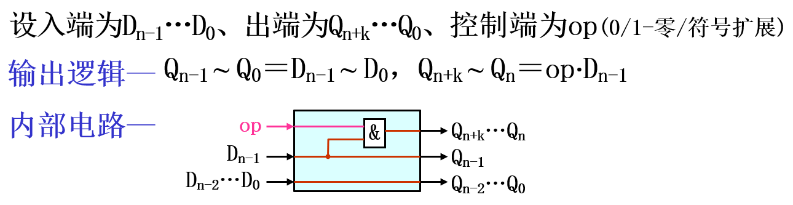 设入端为Dn-1⋯D0、出端为Qn+k⋯Q0、控制端为op(0/1-零/符号扩展)
输出逻辑— Qn-1~Q0=Dn-1~D0，Qn+k~Qn=op·Dn-1
内部电路—
op
&
Qn+k⋯Qn
Dn-1
Qn-1
Dn-2⋯D0
Qn-2⋯Q0